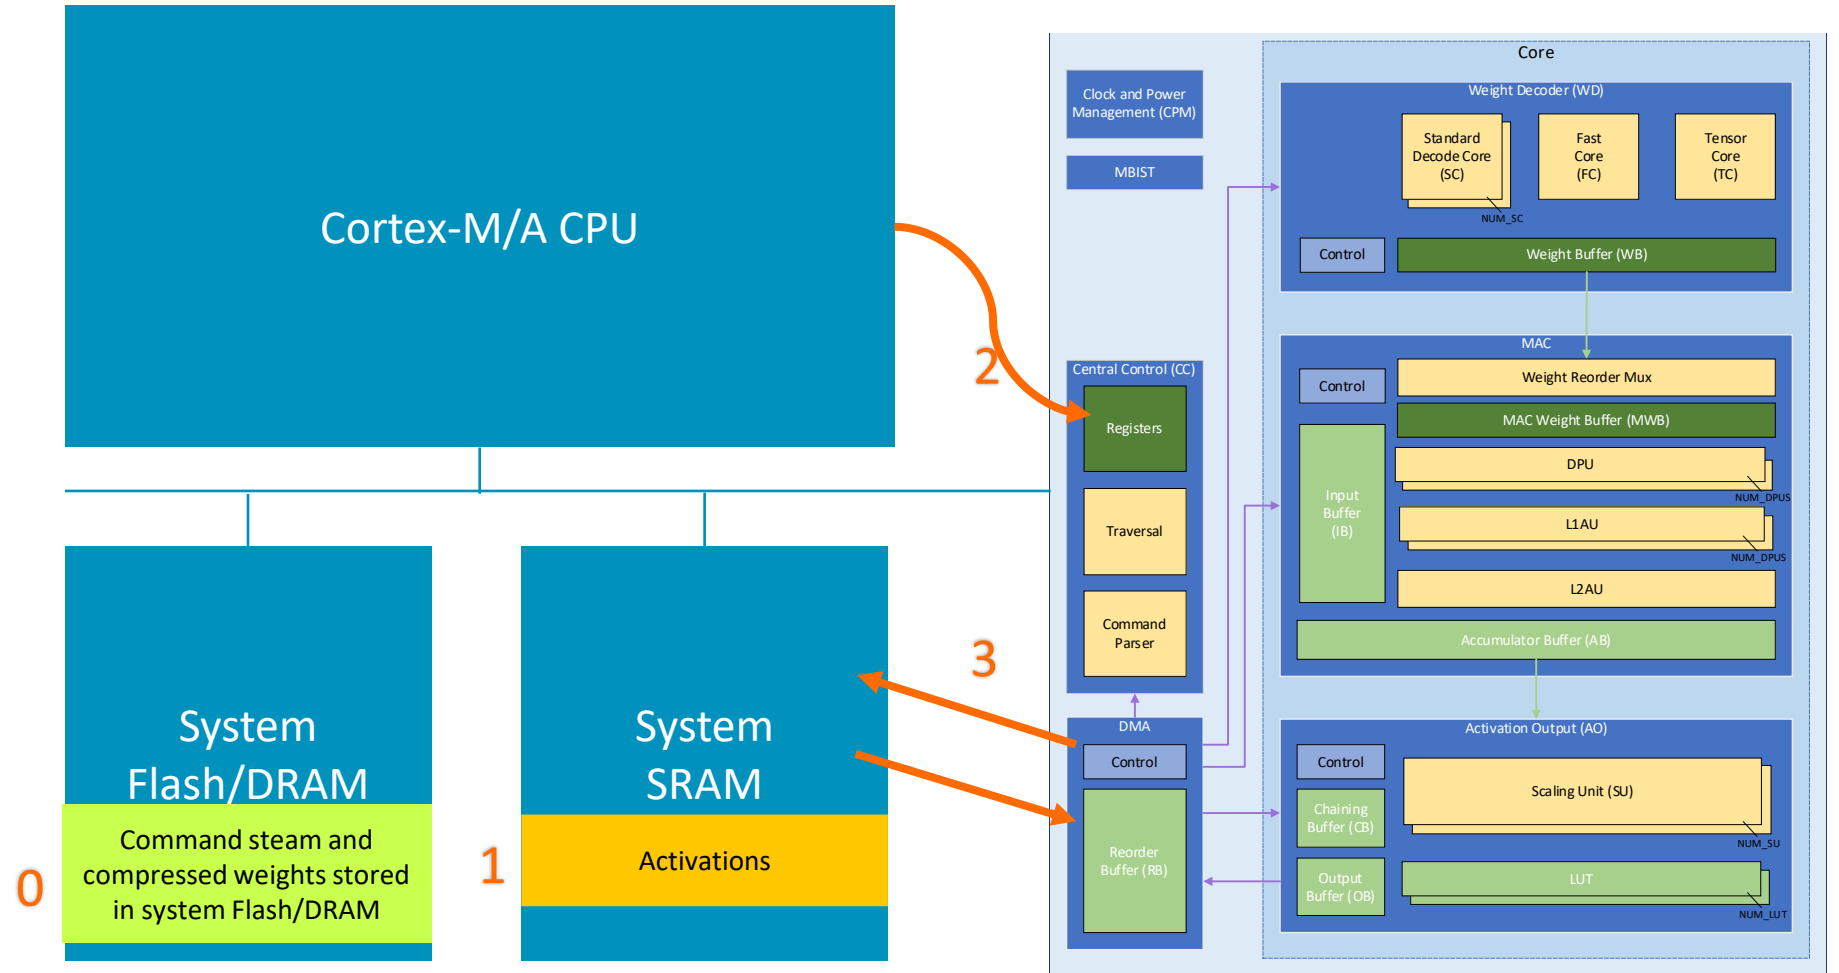 Cortex-M/A CPU
2
System
Flash/DRAM
Command steam and
compressed weights stored
in system Flash/DRAM
0
System
SRAM
Activations
1
3
Clock and Power
Management (CPM)
MBIST
Central Control (CC)
Registers
Traversal
Command
Parser
DMA
Control
Reorder
Buffer (RB)
Core
Weight Decoder (WD)
Standard
Decode Core
(SC)
NUM_SC
Fast
Core
(FC)
Tensor
Core
(TC)
Control
Weight Buffer (WB)
MAC
Control
Weight Reorder Mux
MAC Weight Buffer (MWB)
Input
Buffer
(IB)
DPU
NUM_DPUS
L1AU
NUM_DPUS
L2AU
Accumulator Buffer (AB)
Activation Output (AO)
Control
Scaling Unit (SU)
NUM_SU
Chaining
Buffer (CB)
Output
Buffer (OB)
LUT
NUM_LUT